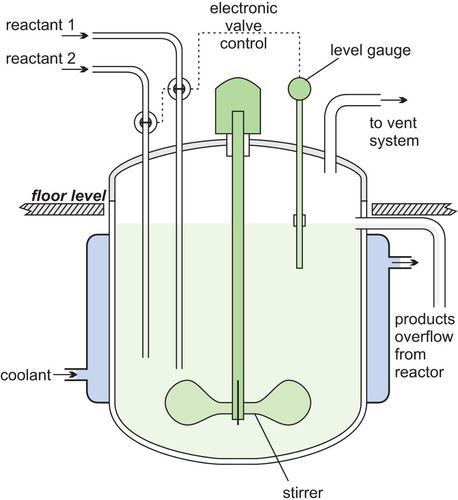 reactant 1
reactant 2
electronic
valve
control
level gauge
to vent
system
floor level
products
overflow
from
reactor
coolant
stirrer